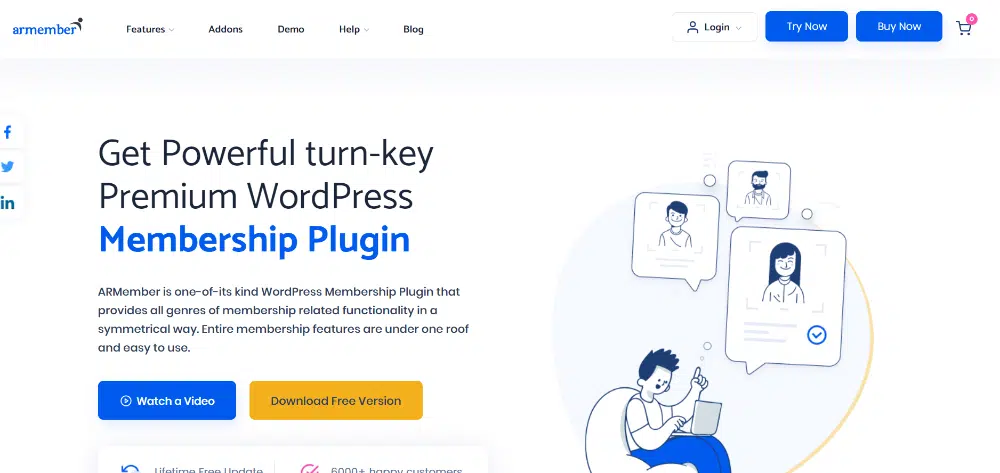 armember
Features Addons Demo Help Blog
Login Try Now Buy Now 0
Get Powerful turn-key
Premium WordPress
Membership Plugin
ARMember is one-of-its kind WordPress Membership Plugin that
provides all genres of membership related functionality in a
symmetrical way. Entire membership features are under one roof
and easy to use.
Watch a Video Download Free Version
Lifetime Free Update 6000+ happy customers